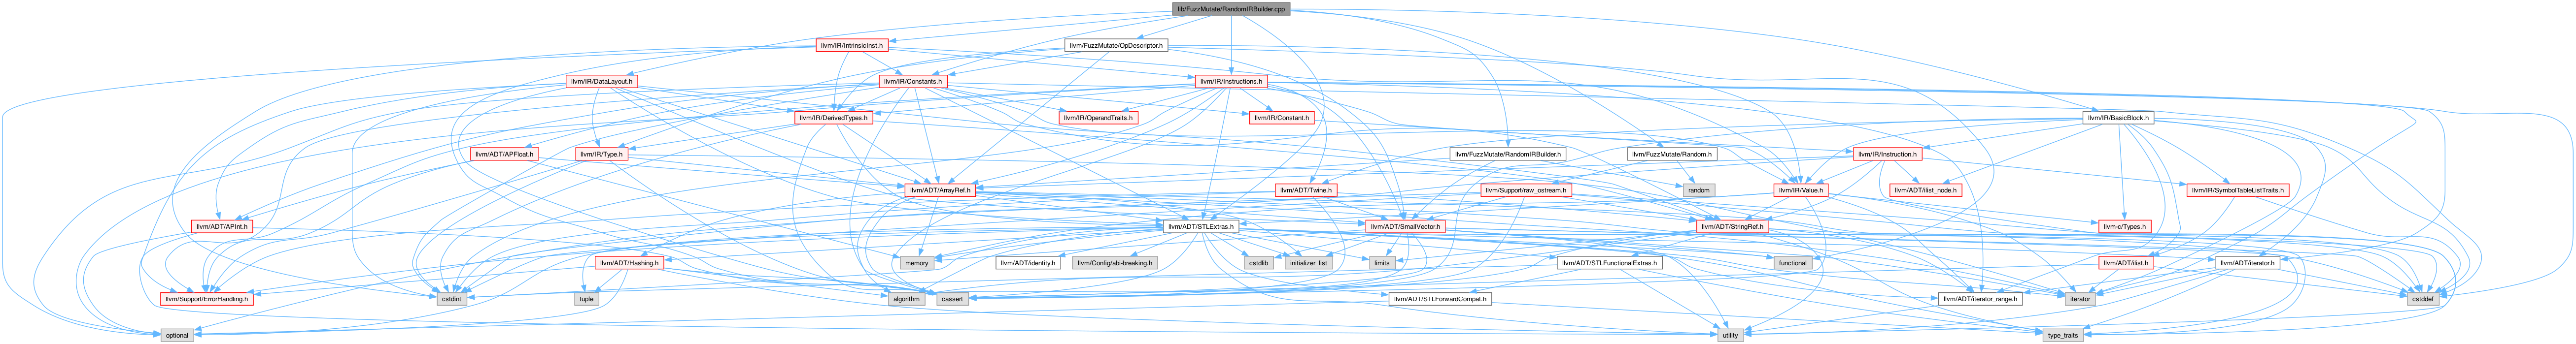 lib/FuzzMutate/RandomIRBuilder.cpp
llvm/IR/IntrinsicInst.h
llvm/FuzzMutate/OpDescriptor.h
llvm/IR/DataLayout.h
llvm/IR/Constants.h
llvm/IR/Instructions.h
llvm/IR/DerivedTypes.h
llvm/IR/OperandTraits.h
llvm/IR/Constant.h
llvm/IR/BasicBlock.h
llvm/ADT/APFloat.h
llvm/IR/Type.h
llvm/FuzzMutate/RandomIRBuilder.h
llvm/FuzzMutate/Random.h
llvm/IR/Instruction.h
llvm/ADT/ArrayRef.h
llvm/ADT/Twine.h
llvm/Support/raw_ostream.h
random
llvm/IR/Value.h
llvm/ADT/ilist_node.h
llvm/IR/SymbolTableListTraits.h
llvm/ADT/APInt.h
llvm/ADT/STLExtras.h
llvm/ADT/SmallVector.h
llvm/ADT/StringRef.h
llvm-c/Types.h
llvm/ADT/Hashing.h
memory
llvm/ADT/identity.h
llvm/Config/abi-breaking.h
cstdlib
initializer_list
limits
llvm/ADT/STLFunctionalExtras.h
functional
llvm/ADT/ilist.h
llvm/ADT/iterator.h
llvm/Support/ErrorHandling.h
cstdint
tuple
algorithm
cassert
llvm/ADT/STLForwardCompat.h
llvm/ADT/iterator_range.h
iterator
cstddef
optional
utility
type_traits